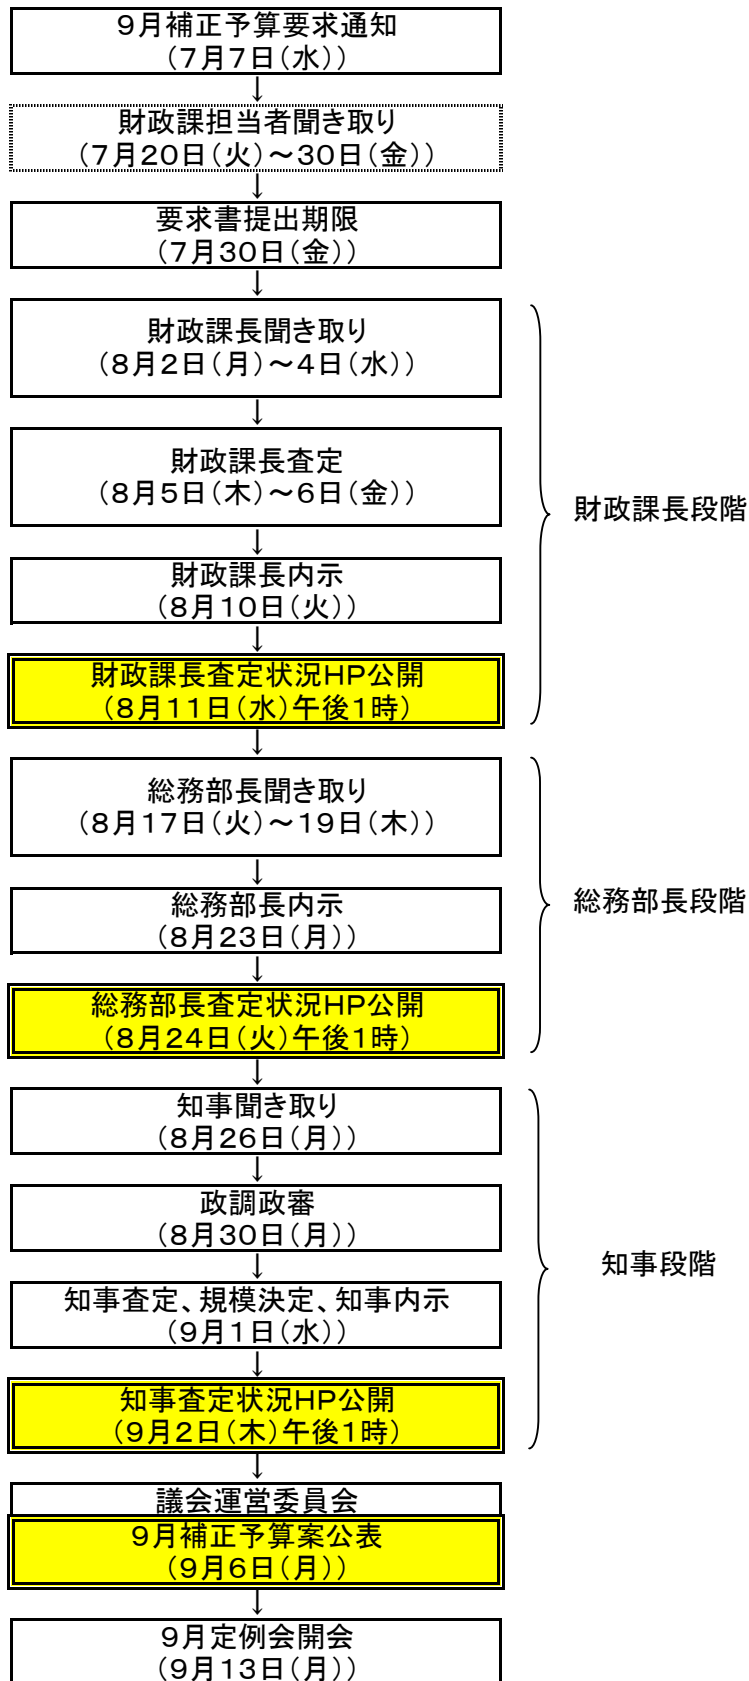 9月補正予算要求通知
(7月7日(水))
↓
財政課担当者聞き取り
(7月20日(火)～30日(金))
↓
要求書提出期限
(7月30日(金))
↓
財政課長聞き取り
(8月2日(月)～4日(水))
↓
財政課長査定
(8月5日(木)～6日(金))
↓
財政課長内示
(8月10日(火))
↓
財政課長査定状況HP公開
(8月11日(水)午後1時)
財政課長段階
↓
総務部長聞き取り
(8月17日(火)～19日(木))
↓
総務部長内示
(8月23日(月))
↓
総務部長査定状況HP公開
(8月24日(火)午後1時)
総務部長段階
↓
知事聞き取り
(8月26日(月))
↓
政調政審
(8月30日(月))
↓
知事査定、規模決定、知事内示
(9月1日(水))
↓
知事査定状況HP公開
(9月2日(木)午後1時)
知事段階
↓
議会運営委員会
9月補正予算案公表
(9月6日(月))
↓
9月定例会開会
(9月13日(月))